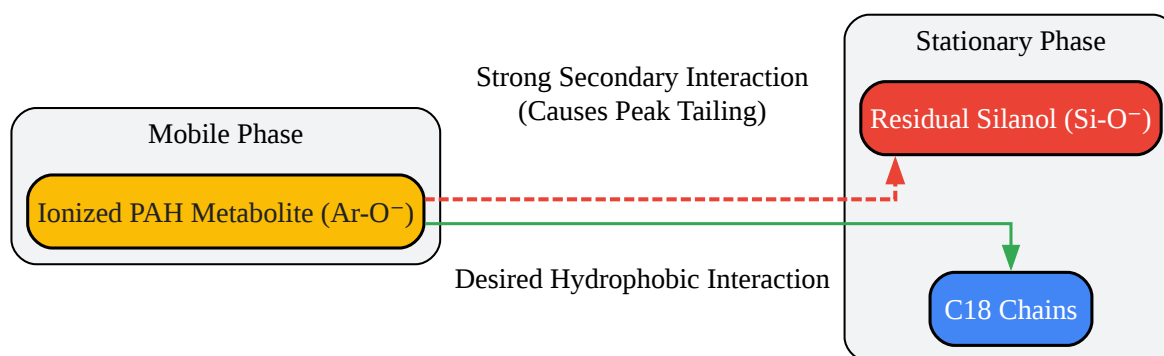 Stationary Phase
Strong Secondary Interaction
(Causes Peak Tailing)
Residual Silanol (Si-O⁻)
Mobile Phase
Ionized PAH Metabolite (Ar-O⁻)
Desired Hydrophobic Interaction
C18 Chains